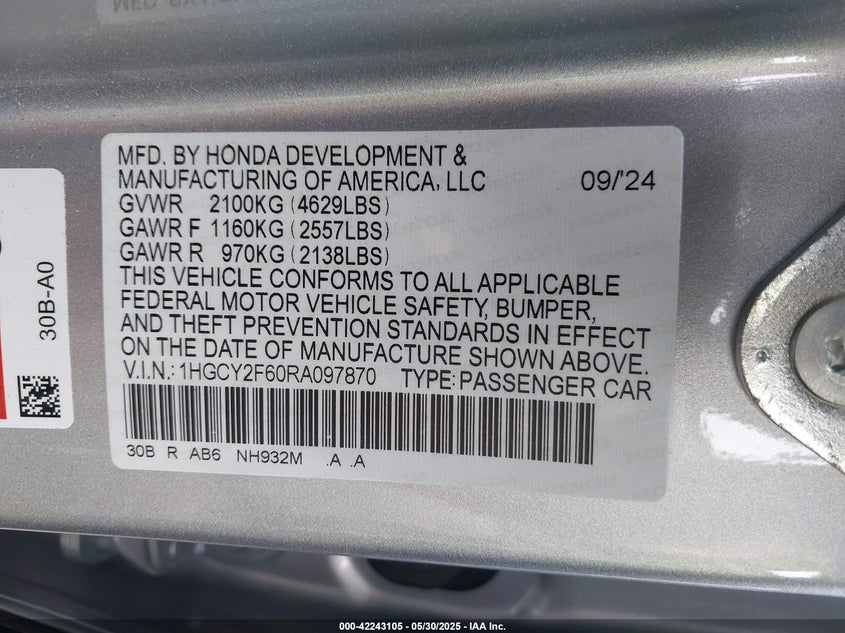 MFD. BY HONDA DEVELOPMENT &
MANUFACTURING OF AMERICA, LLC 09/'24
GVWR 2100KG (4629LBS)
GAWR F 1160KG (2557LBS)
GAWR R 970KG (2138LBS)
THIS VEHICLE CONFORMS TO ALL APPLICABLE
FEDERAL MOTOR VEHICLE SAFETY, BUMPER,
AND THEFT PREVENTION STANDARDS IN EFFECT
ON THE DATE OF MANUFACTURE SHOWN ABOVE.
V.I.N.: 1HGCY2F60RA097870 TYPE: PASSENGER CAR
30B R AB6 NH932M .A .A
30B-A0
000-42243105 - 05/30/2025 - IAA Inc.